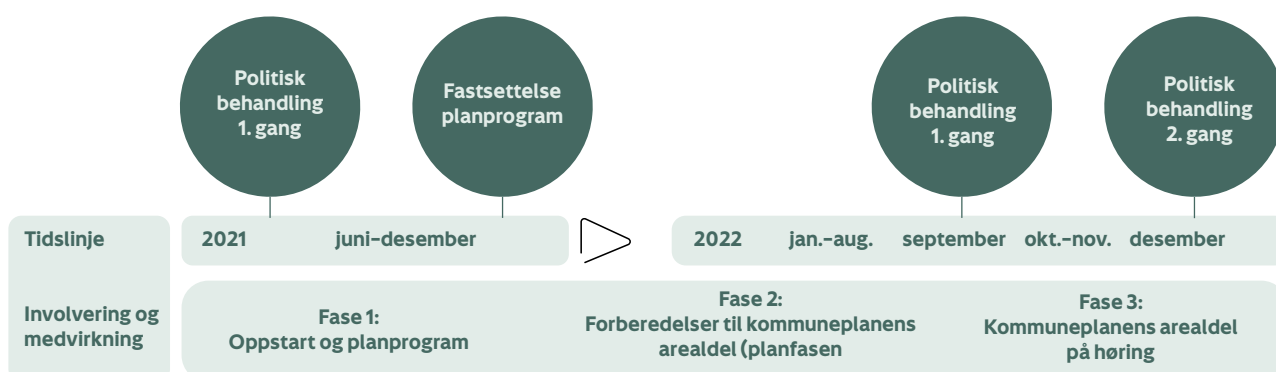 Politisk
behandling
1. gang
Fastsettelse
planprogram
Politisk
behandling
1. gang
Politisk
behandling
2. gang
Tidslinje
2021 juni–desember
2022 jan.–aug. september okt.–nov. desember
Involvering og
medvirkning
Fase 1:
Oppstart og planprogram
Fase 2:
Forberedelser til kommuneplanens
arealdel (planfasen
Fase 3:
Kommuneplanens arealdel
på høring